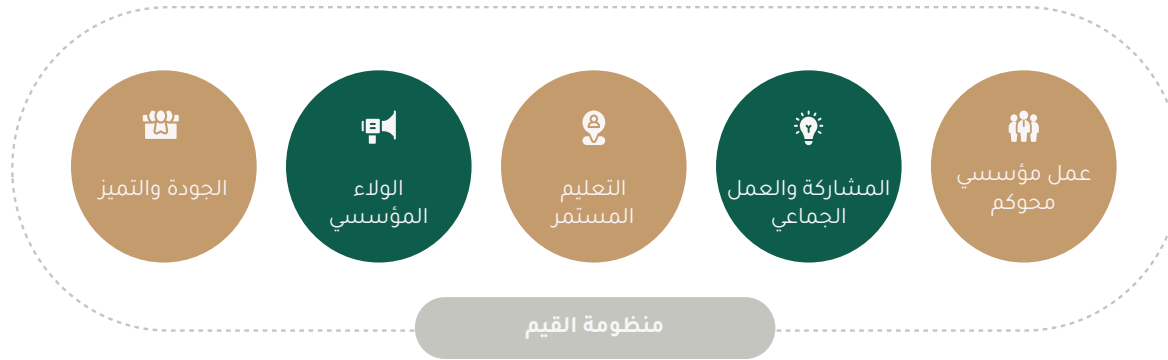 عمل مؤسسي
محوكم
المشاركة والعمل
الجماعي
التعليم
المستمر
الولاء
المؤسسي
الجودة والتميز
منظومة القيم